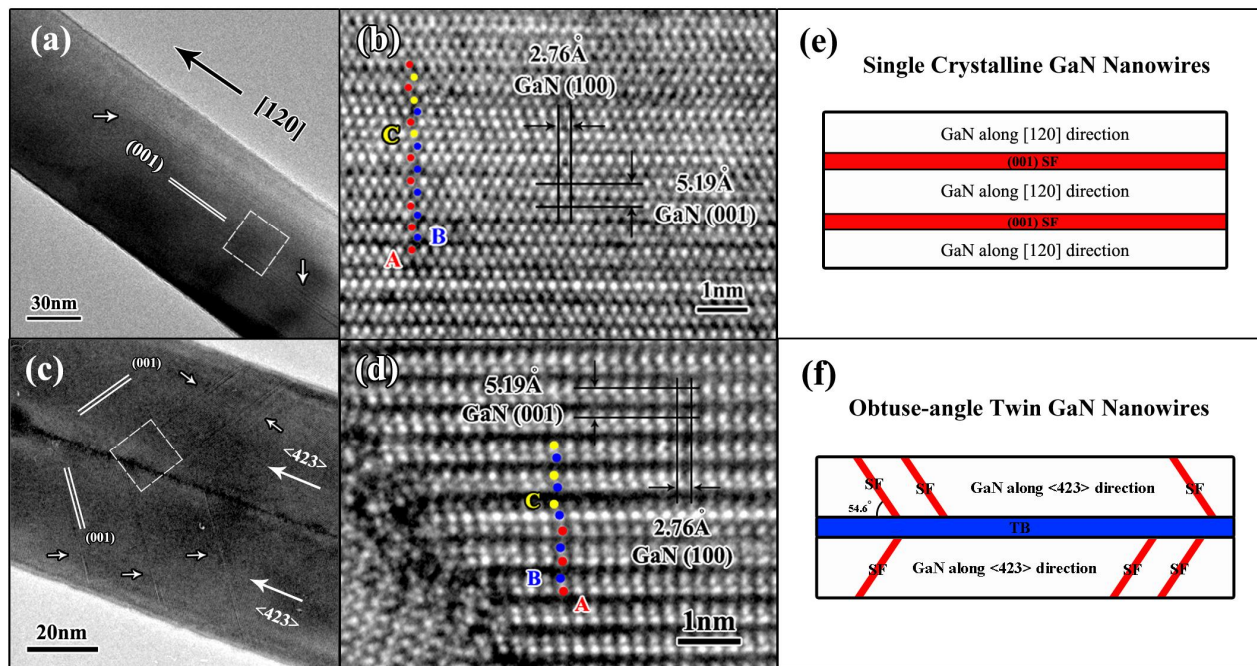 (a)
[120]
(001)
30nm
(b)
2.76Å
GaN (100)
C
5.19Å
GaN (001)
B
A
1nm
(e)
Single Crystalline GaN Nanowires
GaN along [120] direction
(001) SF
GaN along [120] direction
(001) SF
GaN along [120] direction
(c)
(001)
<423>
(001)
<423>
20nm
(d)
5.19Å
GaN (001)
C
2.76Å
GaN (100)
B
A
1nm
(f)
Obtuse-angle Twin GaN Nanowires
SF
SF
GaN along <423> direction
SF
54.6°
TB
SF
GaN along <423> direction
SF
SF